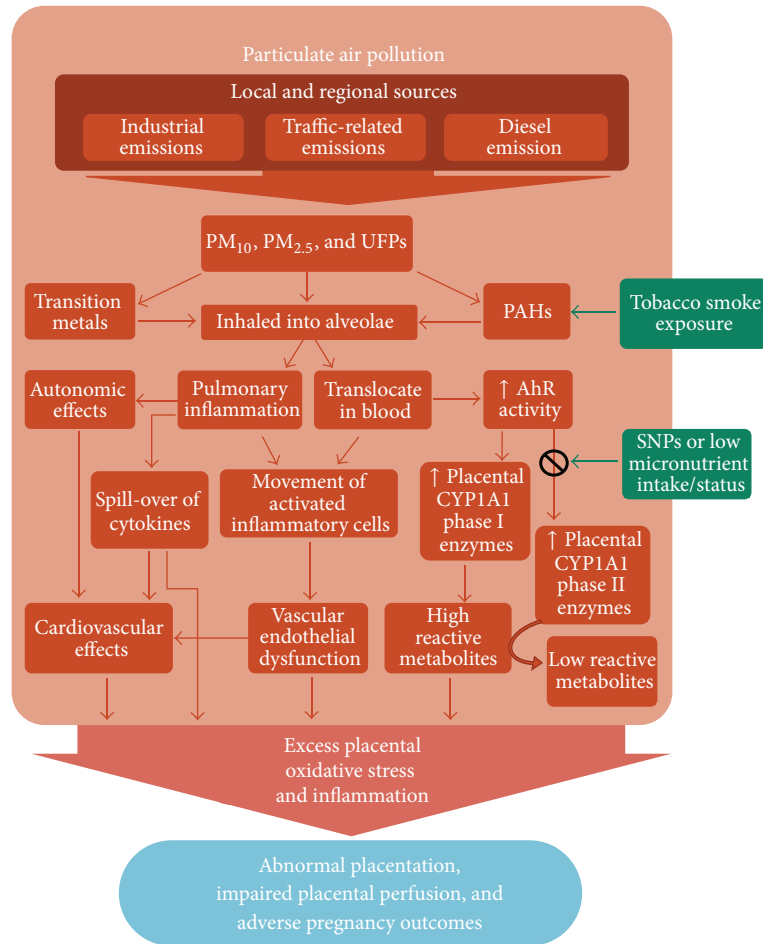 Particulate air pollution
Local and regional sources
Industrial
emissions
Traffic-related
emissions
Diesel
emission
PM10, PM2.5, and UFPs
Transition
metals
Inhaled into alveolae
PAHs
Tobacco smoke
exposure
Autonomic
effects
Pulmonary
inflammation
Translocate
in blood
↑ AhR
activity
SNPs or low
micronutrient
intake/status
Spill-over of
cytokines
Movement of
activated
inflammatory cells
↑ Placental
CYP1A1
phase I
enzymes
↑ Placental
CYP1A1
phase II
enzymes
Cardiovascular
effects
Vascular
endothelial
dysfunction
High
reactive
metabolites
Low reactive
metabolites
Excess placental
oxidative stress
and inflammation
Abnormal placentation,
impaired placental perfusion, and
adverse pregnancy outcomes